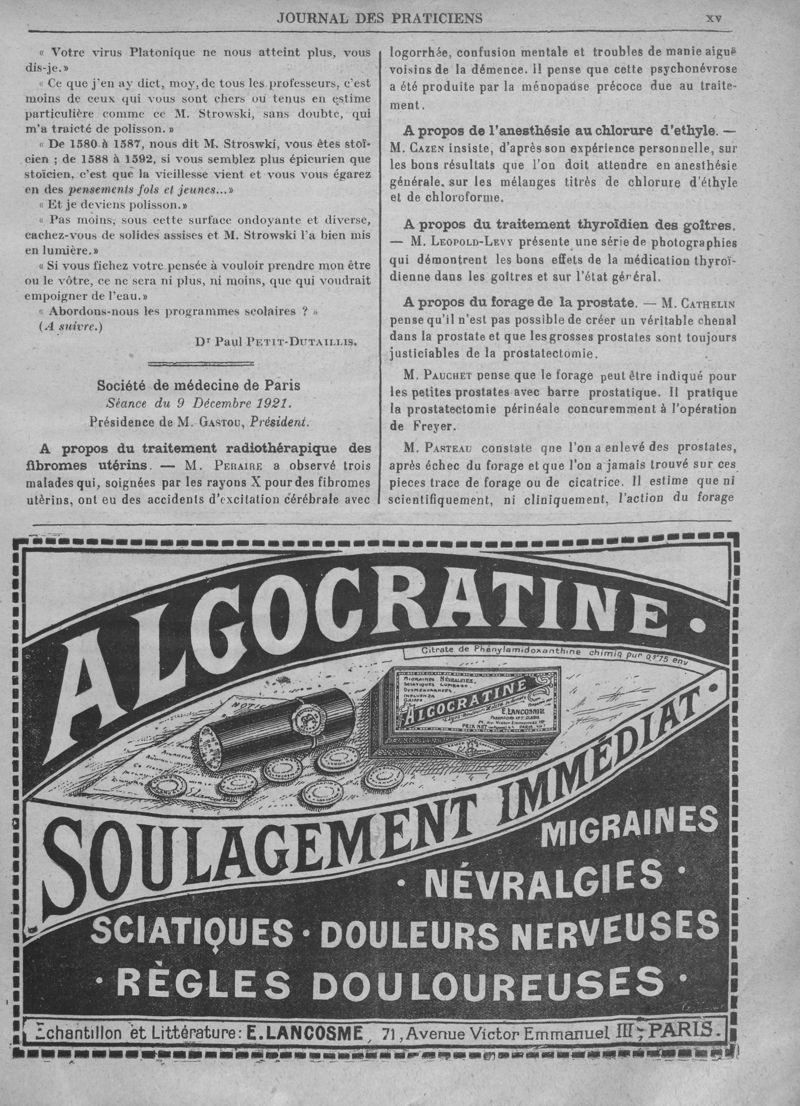 JOURNAL DES PRATICIENS
XV
« Votre virus Platonique ne nous atteint plus, vous
dis-je. »
« Ce que j'en ay dict, moy, de tous les professeurs, c'est
moins de ceux qui vous sont chers ou tenus en estime
particulière comme ce M. Strowski, sans doubte, qui
m'a traicté de polisson. »
« De 1580 à 1587, nous dit M. Stroswki, vous êtes stoï-
cien ; de 1588 à 1592, si vous semblez plus épicurien que
stoïcien, c'est que la vieillesse vient et vous vous égarez
en des pensements fols et jeunes... »
« Et je deviens polisson. »
« Pas moins, sous cette surface ondoyante et diverse,
cachez-vous de solides assises et M. Strowski l'a bien mis
en lumière. »
« Si vous fichez votre pensée à vouloir prendre mon être
ou le vôtre, ce ne sera ni plus, ni moins, que qui voudrait
empoigner de l'eau. »
« Abordons-nous les programmes scolaires ? »
(A suivre.)
Dr Paul PETIT-DUTAILLIS.
Société de médecine de Paris
Séance du 9 Décembre 1921.
Présidence de M. GASTOU, Président.
A propos du traitement radiothérapique des
fibromes utérins. — M. PERAIRE a observé trois
malades qui, soignées par les rayons X pour des fibromes
utérins, ont eu des accidents d'excitation cérébrale avec
logorrhée, confusion mentale et troubles de manie aiguë
voisins de la démence. Il pense que cette psychonévrose
a été produite par la ménopause précoce due au traite-
ment.
A propos de l'anesthésie au chlorure d'éthyle. —
M. CAZEN insiste, d'après son expérience personnelle, sur
les bons résultats que l'on doit attendre en anesthésie
générale, sur les mélanges titrés de chlorure d'éthyle
et de chloroforme.
A propos du traitement thyroïdien des goîtres.
— M. LEOPOLD-LEVY présente une série de photographies
qui démontrent les bons effets de la médication thyroï-
dienne dans les goîtres et sur l'état général.
A propos du forage de la prostate. — M. CATHELIN
pense qu'il n'est pas possible de créer un véritable chenal
dans la prostate et que les grosses prostates sont toujours
justiciables de la prostatectomie.
M. PAUCHET pense que le forage peut être indiqué pour
les petites prostates avec barre prostatique. Il pratique
la prostatectomie périnéale concuremment à l'opération
de Freyer.
M. PASTEAU constate que l'on a enlevé des prostates,
après échec du forage et que l'on a jamais trouvé sur ces
pieces trace de forage ou de cicatrice. Il estime que ni
scientifiquement, ni cliniquement, l'action du forage
ALGOCRATINE.
Citrate de Phénylamidoxanthine chimiq pur 0gr75 env
MIGRAINES NÉVRALGIES,
SCIATIQUES LUMBAGO
DYSMÉNORRHÉES
INFLUENZA
GRIPPE
ALGOCRATINE
E. LANCOSME
PRIX NET
SOULAGEMENT IMMÉDIAT.
MIGRAINES
· NÉVRALGIES ·
SCIATIQUES · DOULEURS NERVEUSES
· RÈGLES DOULOUREUSES ·
Echantillon et Littérature: E. LANCOSME, 71, Avenue Victor Emmanuel III, PARIS.